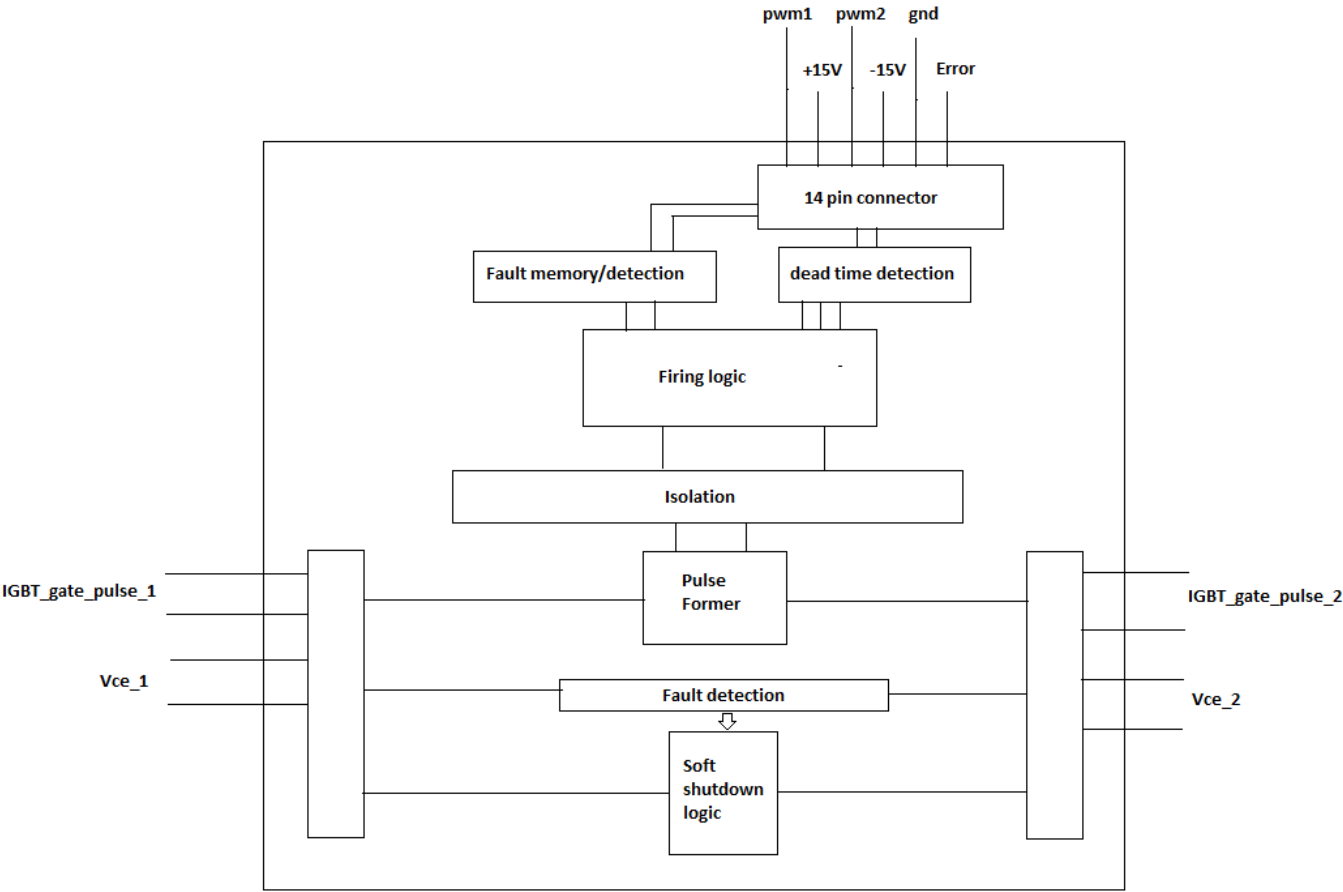 pwm1 pwm2 gnd
+15V -15V Error
14 pin connector
Fault memory/detection
dead time detection
Firing logic
-
Isolation
Pulse
Former
IGBT_gate_pulse_1
IGBT_gate_pulse_2
Vce_1
Fault detection
Vce_2
Soft
shutdown
logic